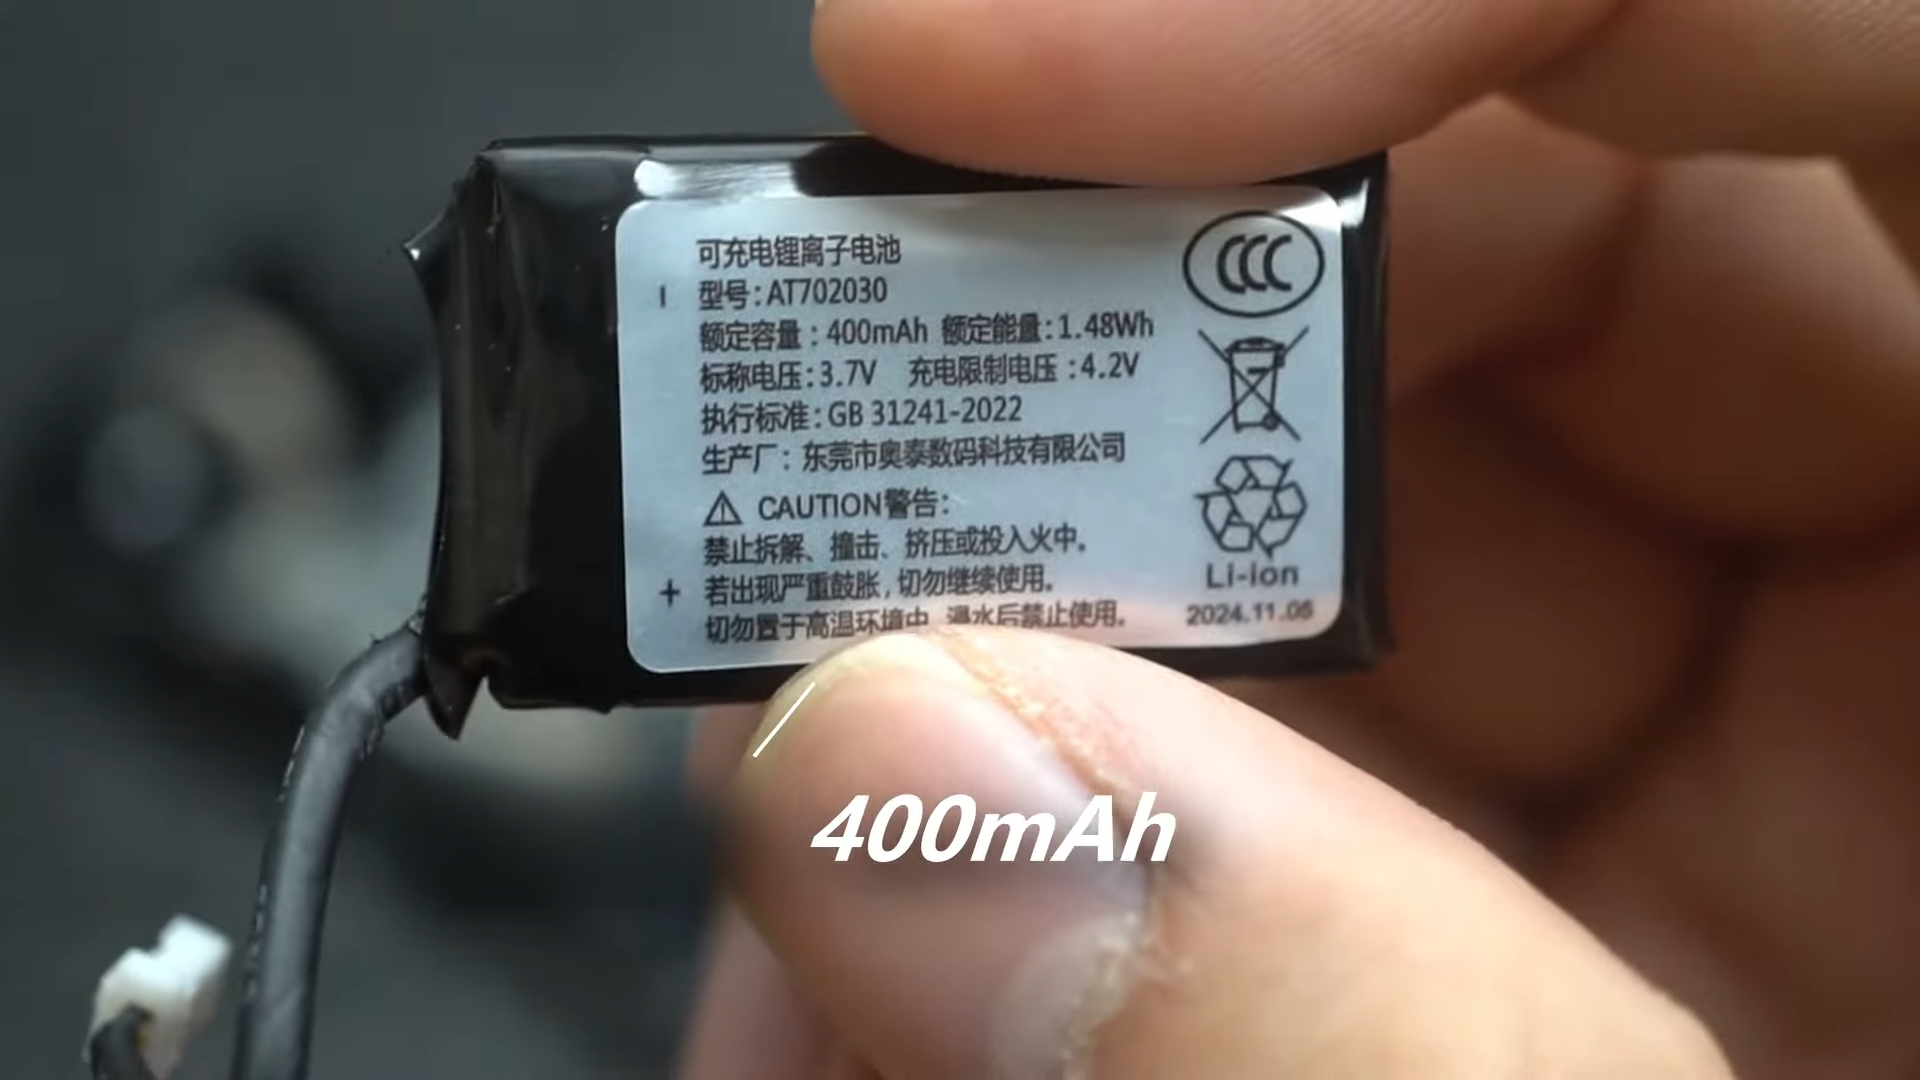 可充电锂离子电池
型号:AT702030
额定容量:400mAh 额定能量:1.48Wh
标称电压:3.7V 充电限制电压:4.2V
执行标准:GB 31241-2022
生产厂:东莞市奥泰数码科技有限公司
CAUTION警告:
禁止拆解、撞击、挤压或投入火中。
若出现严重鼓胀,切勿继续使用。
切勿置于高温环境中 浸水后禁止使用。
CCC
Li-ion
2024.11.05
400mAh